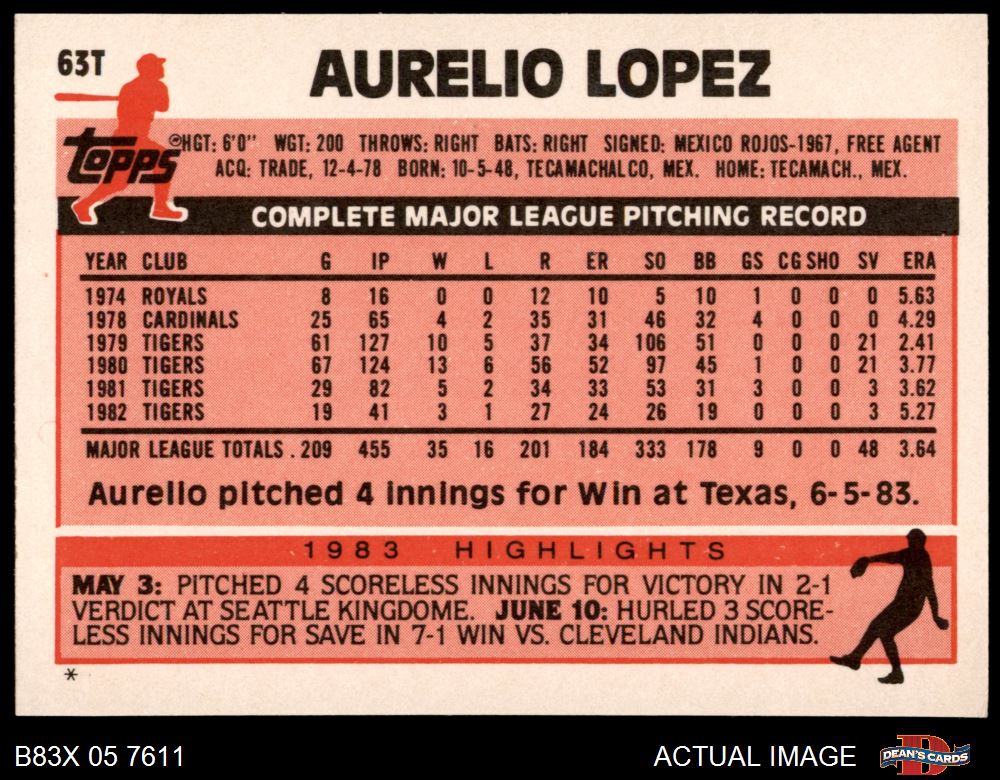 63T
AURELIO LOPEZ
topps
®HGT: 6'0" WGT: 200 THROWS: RIGHT BATS: RIGHT SIGNED: MEXICO ROJOS-1967, FREE AGENT
ACQ: TRADE, 12-4-78 BORN: 10-5-48, TECAMACHALCO, MEX. HOME: TECAMACH., MEX.
COMPLETE MAJOR LEAGUE PITCHING RECORD
YEAR CLUB G IP W L R ER SO BB GS CG SHO SV ERA
1974 ROYALS 8 16 0 0 12 10 5 10 1 0 0 0 5.63
1978 CARDINALS 25 65 4 2 35 31 46 32 4 0 0 0 4.29
1979 TIGERS 61 127 10 5 37 34 106 51 0 0 0 21 2.41
1980 TIGERS 67 124 13 6 56 52 97 45 1 0 0 21 3.77
1981 TIGERS 29 82 5 2 34 33 53 31 3 0 0 3 3.62
1982 TIGERS 19 41 3 1 27 24 26 19 0 0 0 3 5.27
MAJOR LEAGUE TOTALS . 209 455 35 16 201 184 333 178 9 0 0 48 3.64
Aurelio pitched 4 innings for Win at Texas, 6-5-83.
1983 HIGHLIGHTS
MAY 3: PITCHED 4 SCORELESS INNINGS FOR VICTORY IN 2-1
VERDICT AT SEATTLE KINGDOME. JUNE 10: HURLED 3 SCORE-
LESS INNINGS FOR SAVE IN 7-1 WIN VS. CLEVELAND INDIANS.
*
B83X 05 7611
ACTUAL IMAGE
DEAN'S CARDS